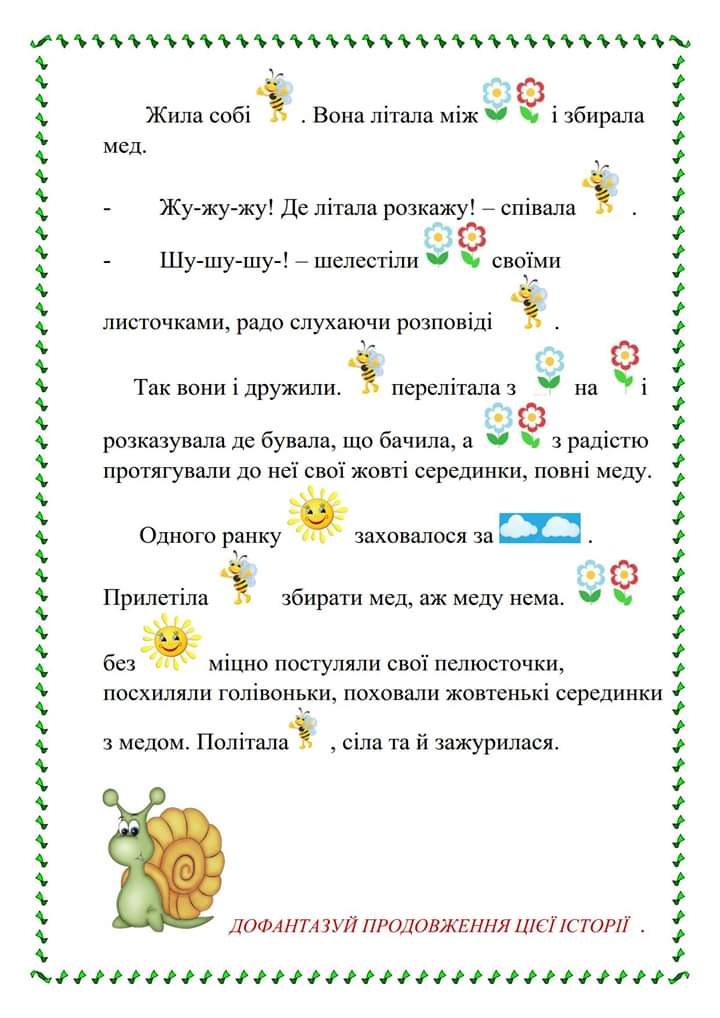 Жила собі . Вона літала між і збирала
мед.
- Жу-жу-жу! Де літала розкажу! – співала .
- Шу-шу-шу-! – шелестіли своїми
листочками, радо слухаючи розповіді .
Так вони і дружили. перелітала з на і
розказувала де бувала, що бачила, а з радістю
протягували до неї свої жовті серединки, повні меду.
Одного ранку заховалося за .
Прилетіла збирати мед, аж меду нема.
без міцно постуляли свої пелюсточки,
посхиляли голівоньки, поховали жовтенькі серединки
з медом. Політала , сіла та й зажурилася.
ДОФАНТАЗУЙ ПРОДОВЖЕННЯ ЦІЄЇ ІСТОРІЇ .